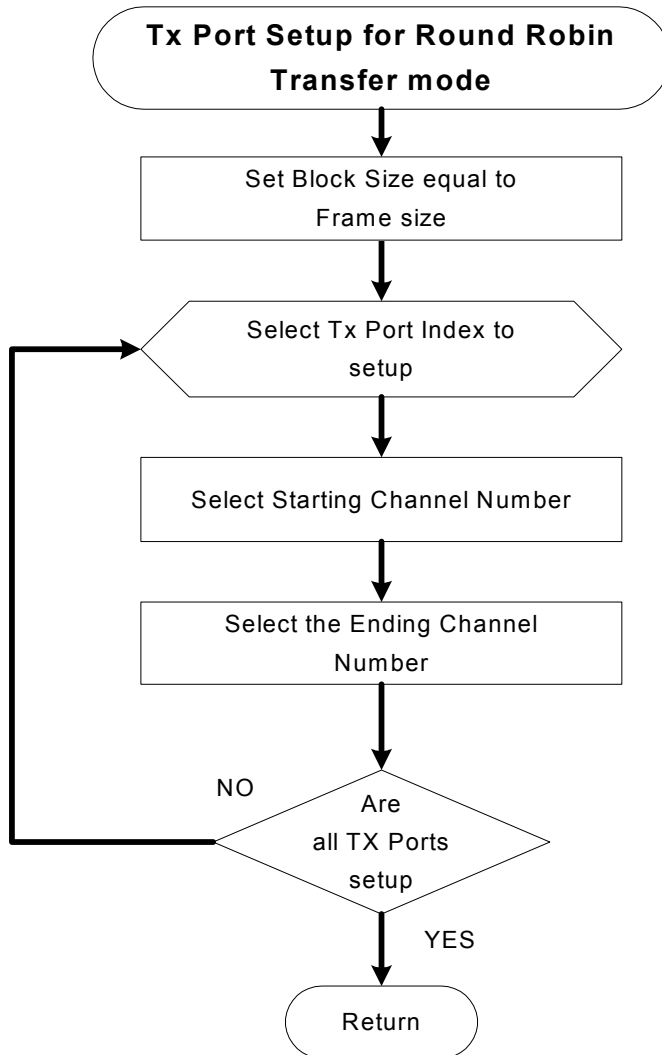 Tx Port Setup for Round Robin
Transfer mode
Set Block Size equal to
Frame size
Select Tx Port Index to
setup
Select Starting Channel Number
Select the Ending Channel
Number
NO
Are
all TX Ports
setup
YES
Return